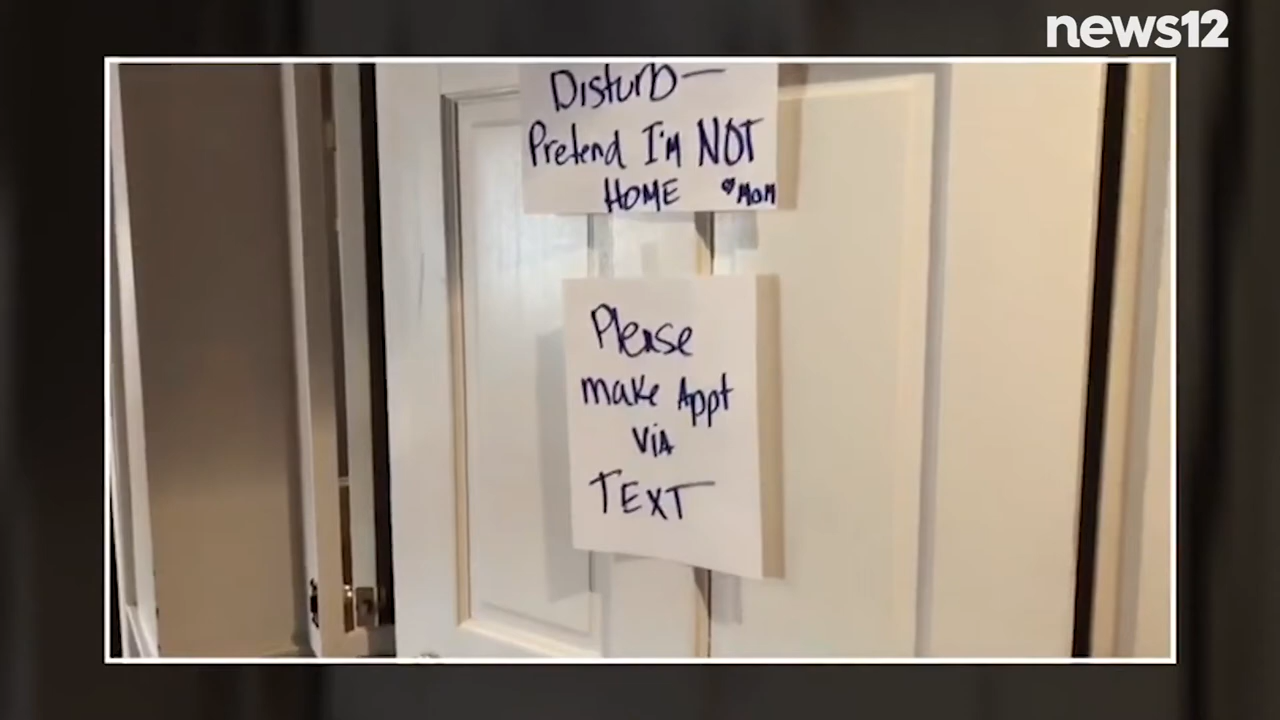 news12
Disturb—
Pretend I'm NOT
HOME ♥MOM
Please
make Appt
via
TEXT